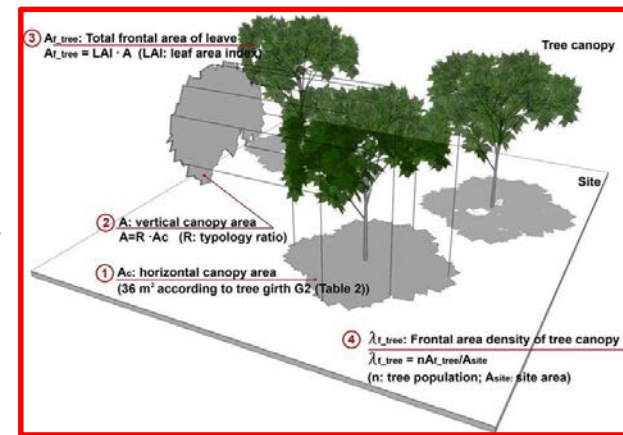 ③ Af_tree: Total frontal area of leave
Af_tree = LAI · A (LAI: leaf area index)
Tree canopy
Site
② A: vertical canopy area
A=R ·Ac (R: typology ratio)
① Ac: horizontal canopy area
(36 m² according to tree girth G2 (Table 2))
④ λf_tree: Frontal area density of tree canopy
λf_tree = nAf_tree/Asite
(n: tree population; Asite: site area)